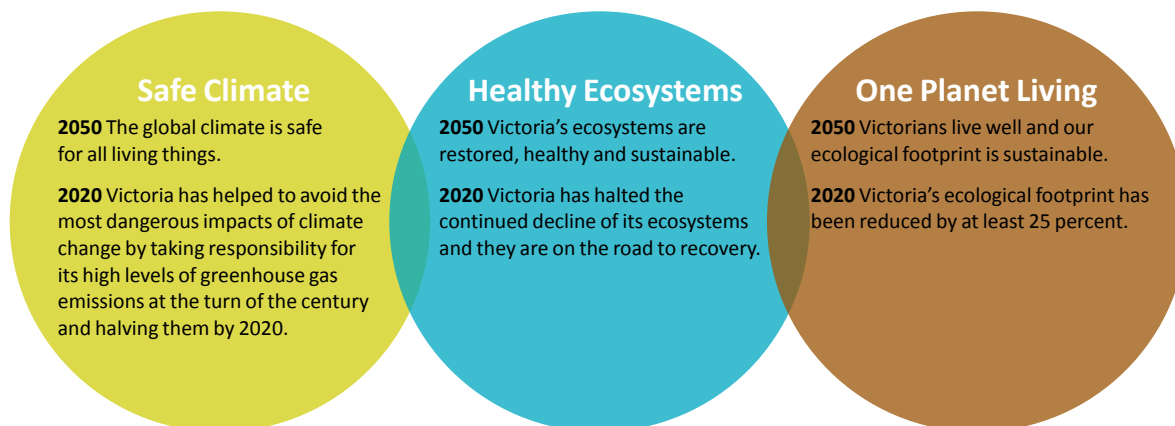 Safe Climate
2050 The global climate is safe
for all living things.
2020 Victoria has helped to avoid the
most dangerous impacts of climate
change by taking responsibility for
its high levels of greenhouse gas
emissions at the turn of the century
and halving them by 2020.
Healthy Ecosystems
2050 Victoria’s ecosystems are
restored, healthy and sustainable.
2020 Victoria has halted the
continued decline of its ecosystems
and they are on the road to recovery.
One Planet Living
2050 Victorians live well and our
ecological footprint is sustainable.
2020 Victoria’s ecological footprint has
been reduced by at least 25 percent.